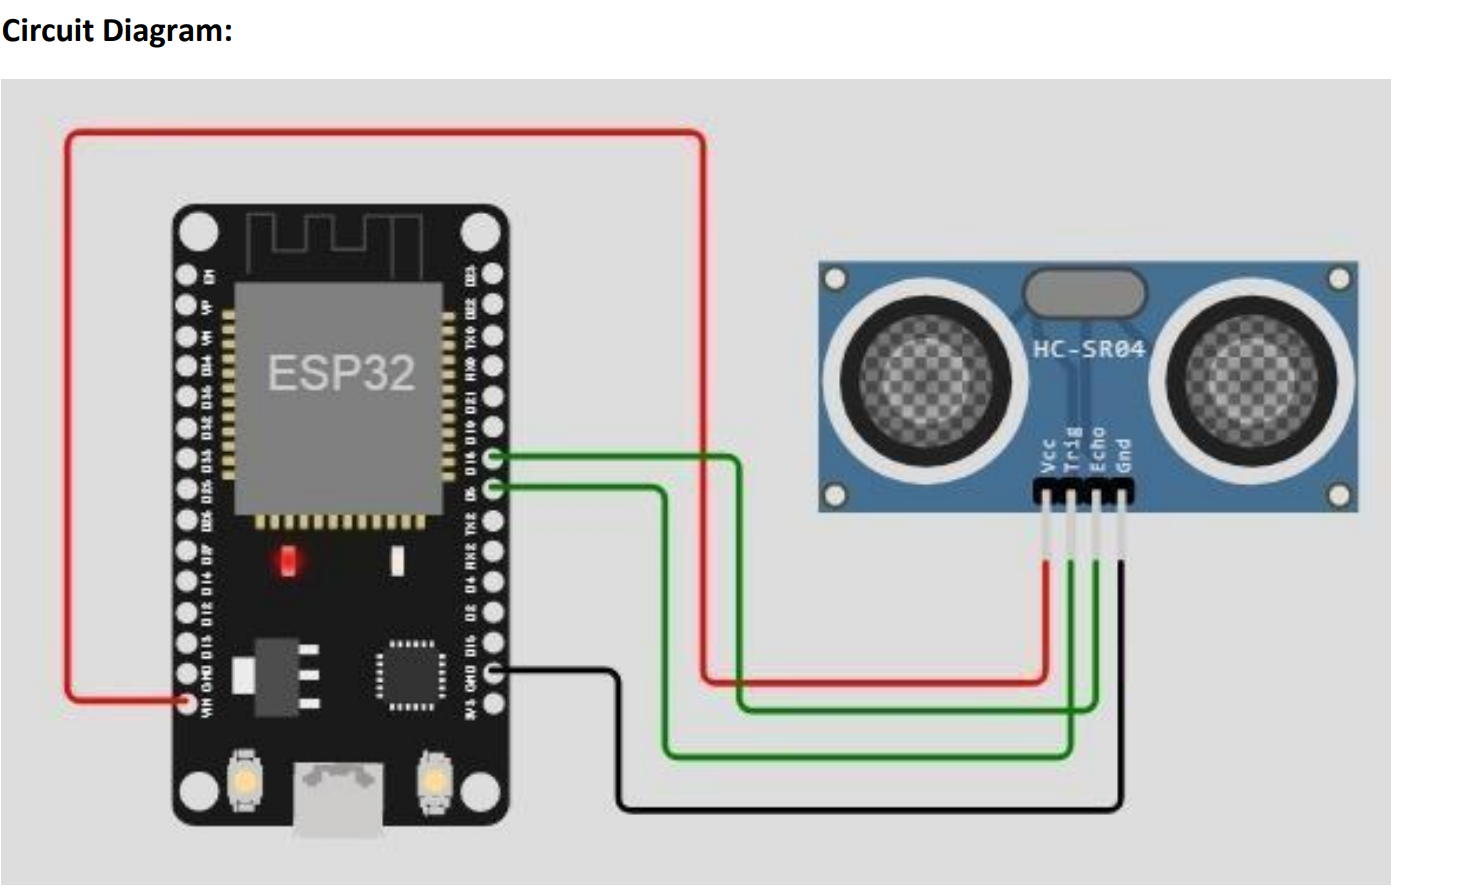 Circuit Diagram:
ESP32
EN
VP
VN
D34
D32
D33
D25
D26
D27
D14
D12
D13
GND
VIN
D23
D22
TX0
RX0
D21
D19
D18
D5
TX2
RX2
D4
D2
D15
GND
3V3
HC-SR04
Vcc
Trig
Echo
Gnd